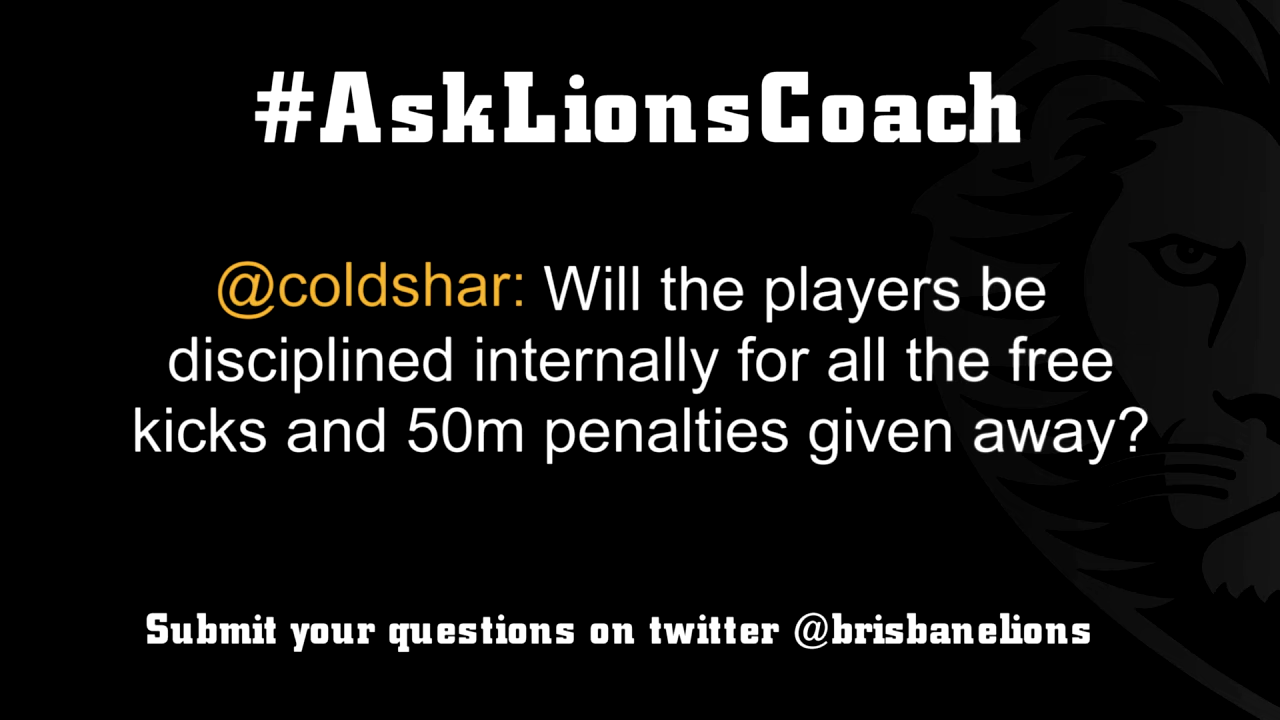 #AskLionsCoach
@coldshar: Will the players be
disciplined internally for all the free
kicks and 50m penalties given away?
Submit your questions on twitter @brisbanelions